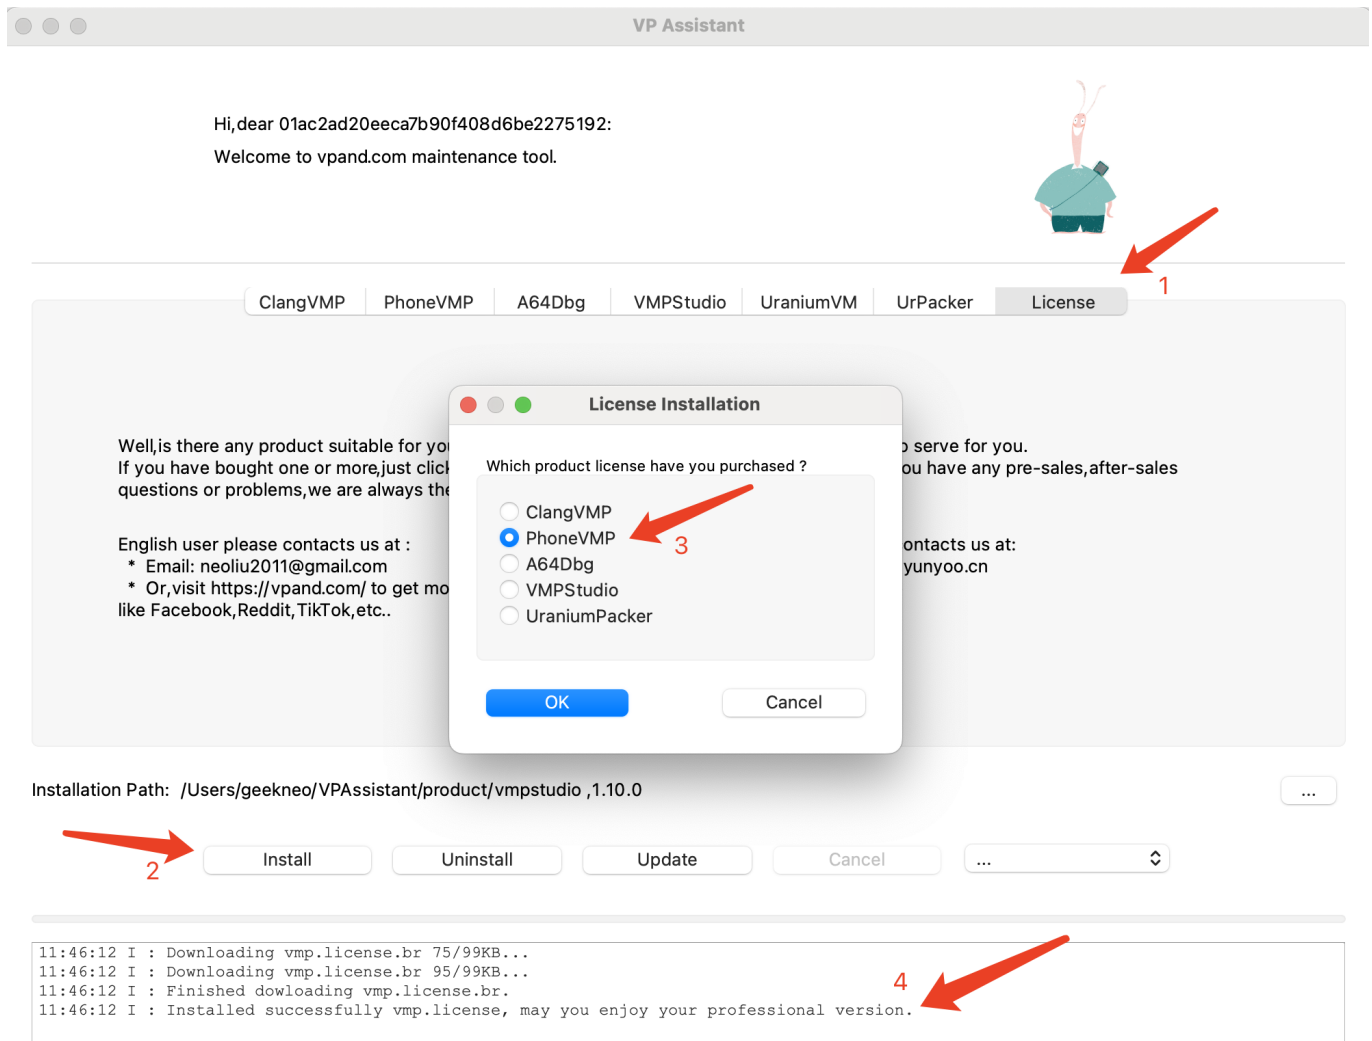 VP Assistant
Hi,dear 01ac2ad20eeca7b90f408d6be2275192:
Welcome to vpand.com maintenance tool.
1
ClangVMP PhoneVMP A64Dbg VMPStudio UraniumVM UrPacker License
License Installation
Well,is there any product suitable for you
o serve for you.
If you have bought one or more,just click
ou have any pre-sales,after-sales
questions or problems,we are always the
English user please contacts us at :
ontacts us at:
* Email: neoliu2011@gmail.com
yunyoo.cn
* Or,visit https://vpand.com/ to get mo
like Facebook,Reddit,TikTok,etc..
Which product license have you purchased ?
ClangVMP
PhoneVMP
3
A64Dbg
VMPStudio
UraniumPacker
OK Cancel
Installation Path: /Users/geekneo/VPAssistant/product/vmpstudio ,1.10.0
...
2
Install Uninstall Update Cancel ...
11:46:12 I : Downloading vmp.license.br 75/99KB...
11:46:12 I : Downloading vmp.license.br 95/99KB...
11:46:12 I : Finished dowloading vmp.license.br.
11:46:12 I : Installed successfully vmp.license, may you enjoy your professional version.
4